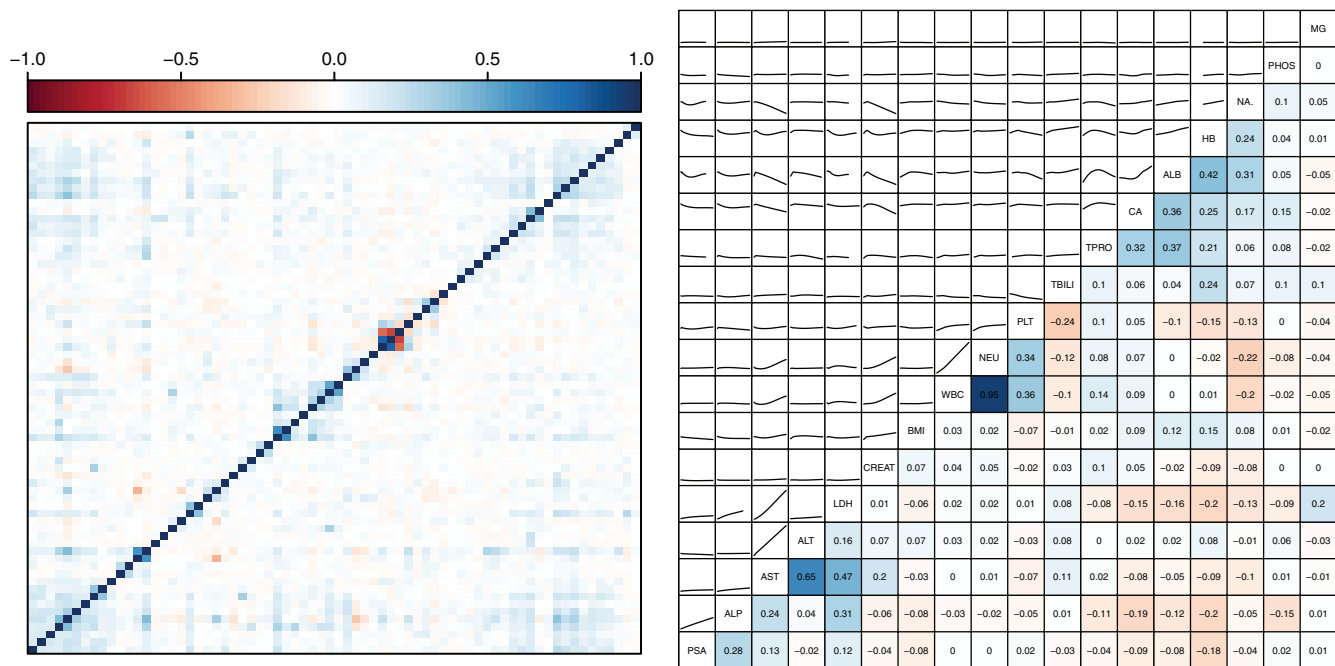 −1.0 −0.5 0.0 0.5 1.0
MG
PHOS 0
NA. 0.1 0.05
HB 0.24 0.04 0.01
ALB 0.42 0.31 0.05 −0.05
CA 0.36 0.25 0.17 0.15 −0.02
TPRO 0.32 0.37 0.21 0.06 0.08 −0.02
TBILI 0.1 0.06 0.04 0.24 0.07 0.1 0.1
PLT −0.24 0.1 0.05 −0.1 −0.15 −0.13 0 −0.04
NEU 0.34 −0.12 0.08 0.07 0 −0.02 −0.22 −0.08 −0.04
WBC 0.95 0.36 −0.1 0.14 0.09 0 0.01 −0.2 −0.02 −0.05
BMI 0.03 0.02 −0.07 −0.01 0.02 0.09 0.12 0.15 0.08 0.01 −0.02
CREAT 0.07 0.04 0.05 −0.02 0.03 0.1 0.05 −0.02 −0.09 −0.08 0 0
LDH 0.01 −0.06 0.02 0.02 0.01 0.08 −0.08 −0.15 −0.16 −0.2 −0.13 −0.09 0.2
ALT 0.16 0.07 0.07 0.03 0.02 −0.03 0.08 0 0.02 0.02 0.08 −0.01 0.06 −0.03
AST 0.65 0.47 0.2 −0.03 0 0.01 −0.07 0.11 0.02 −0.08 −0.05 −0.09 −0.1 0.01 −0.01
ALP 0.24 0.04 0.31 −0.06 −0.08 −0.03 −0.02 −0.05 0.01 −0.11 −0.19 −0.12 −0.2 −0.05 −0.15 0.01
PSA 0.28 0.13 −0.02 0.12 −0.04 −0.08 0 0 0.02 −0.03 −0.04 −0.09 −0.08 −0.18 −0.04 0.02 0.01